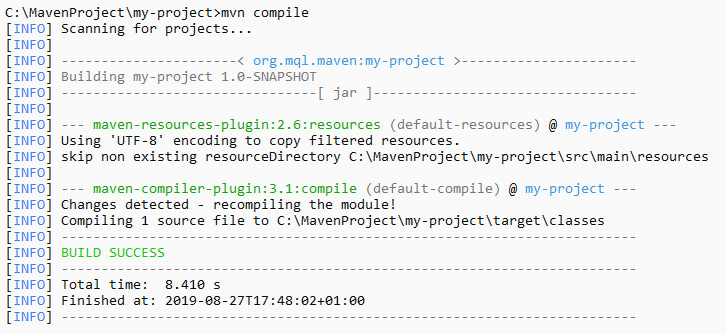 C:\MavenProject\my-project>mvn compile
[INFO] Scanning for projects...
[INFO]
[INFO] ----------------------< org.mql.maven:my-project >----------------------
[INFO] Building my-project 1.0-SNAPSHOT
[INFO] --------------------------------[ jar ]---------------------------------
[INFO]
[INFO] --- maven-resources-plugin:2.6:resources (default-resources) @ my-project ---
[INFO] Using 'UTF-8' encoding to copy filtered resources.
[INFO] skip non existing resourceDirectory C:\MavenProject\my-project\src\main\resources
[INFO]
[INFO] --- maven-compiler-plugin:3.1:compile (default-compile) @ my-project ---
[INFO] Changes detected - recompiling the module!
[INFO] Compiling 1 source file to C:\MavenProject\my-project\target\classes
[INFO] ------------------------------------------------------------------------
[INFO] BUILD SUCCESS
[INFO] ------------------------------------------------------------------------
[INFO] Total time:  8.410 s
[INFO] Finished at: 2019-08-27T17:48:02+01:00
[INFO] ------------------------------------------------------------------------